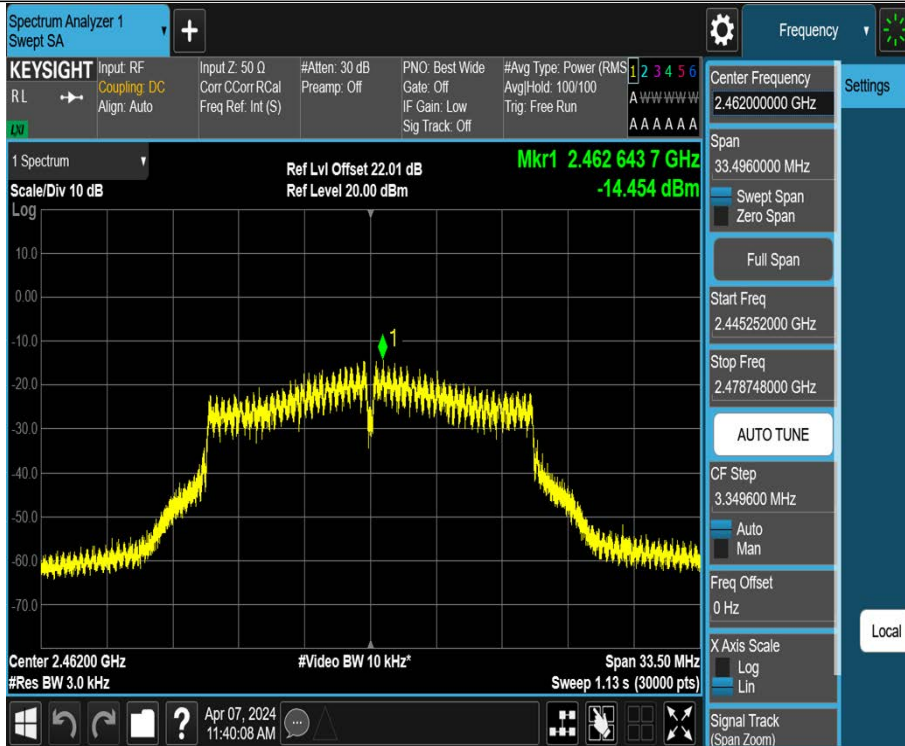 Spectrum Analyzer 1
Swept SA
+
Frequency
KEYSIGHT
R L
LXI
Input: RF
Coupling: DC
Align: Auto
Input Z: 50 Ω
Corr CCorr RCal
Freq Ref: Int (S)
#Atten: 30 dB
Preamp: Off
PNO: Best Wide
Gate: Off
IF Gain: Low
Sig Track: Off
#Avg Type: Power (RMS
Avg|Hold: 100/100
Trig: Free Run
1 2 3 4 5 6
A W W W W W
A A A A A A
1 Spectrum
Scale/Div 10 dB
Log
Ref Lvl Offset 22.01 dB
Ref Level 20.00 dBm
Mkr1 2.462 643 7 GHz
-14.454 dBm
10.0
0.00
-10.0
-20.0
-30.0
-40.0
-50.0
-60.0
-70.0
1
Center 2.46200 GHz
#Res BW 3.0 kHz
#Video BW 10 kHz*
Span 33.50 MHz
Sweep 1.13 s (30000 pts)
Center Frequency
2.462000000 GHz
Span
33.4960000 MHz
Swept Span
Zero Span
Full Span
Start Freq
2.445252000 GHz
Stop Freq
2.478748000 GHz
AUTO TUNE
CF Step
3.349600 MHz
Auto
Man
Freq Offset
0 Hz
X Axis Scale
Log
Lin
Signal Track
(Span Zoom)
Settings
Local
?
Apr 07, 2024
11:40:08 AM